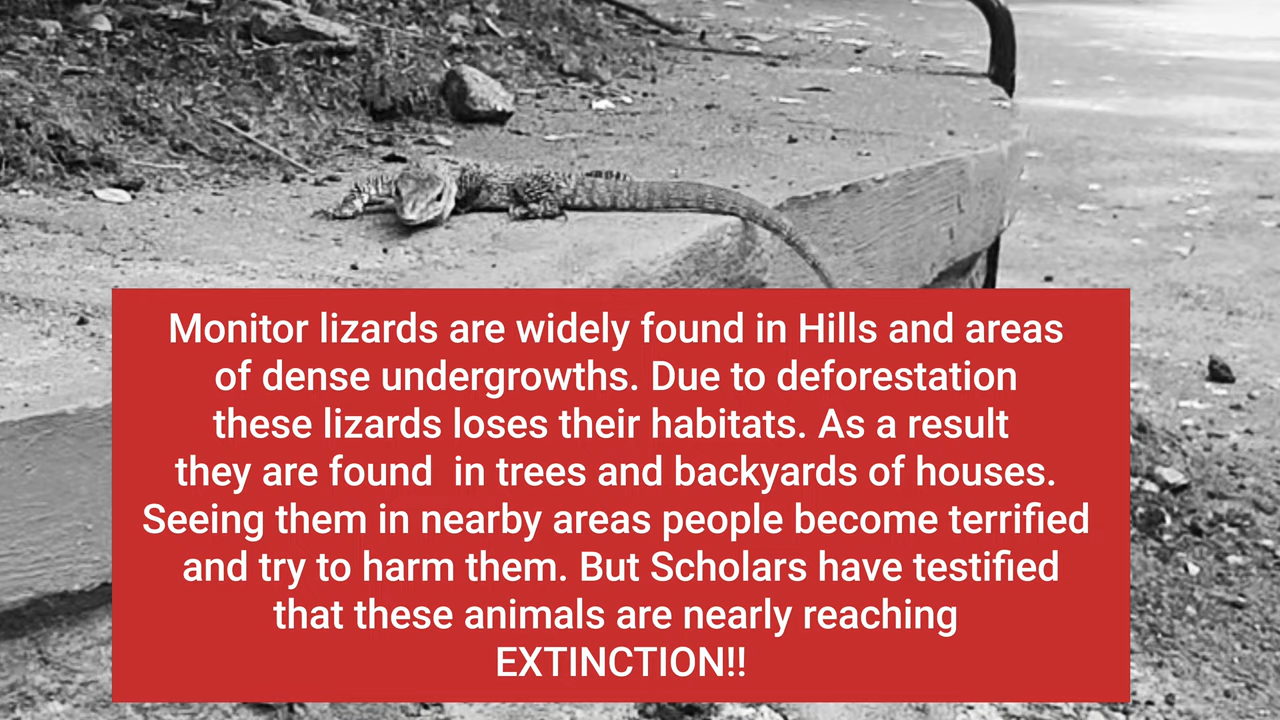 Monitor lizards are widely found in Hills and areas
of dense undergrowths. Due to deforestation
these lizards loses their habitats. As a result
they are found  in trees and backyards of houses.
Seeing them in nearby areas people become terrified
and try to harm them. But Scholars have testified
that these animals are nearly reaching
EXTINCTION!!